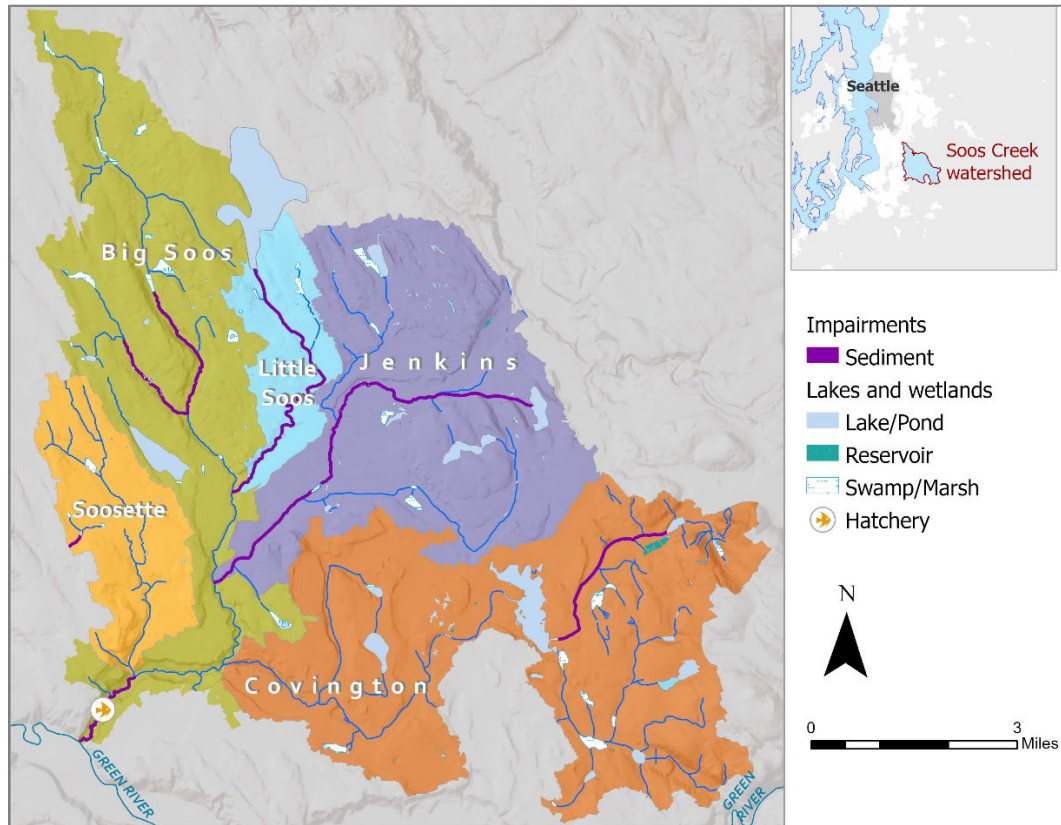 Big Soos
Little
Soos
Jenkins
Soosette
Covington
GREEN RIVER
GREEN
RIVER
Seattle
Soos Creek
watershed
Impairments
Sediment
Lakes and wetlands
Lake/Pond
Reservoir
Swamp/Marsh
Hatchery
N
0 3
Miles